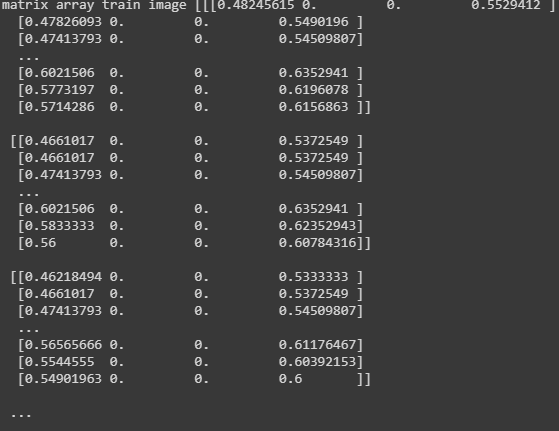 matrix array train image [[[0.48245615 0. 0. 0.5529412 ]
[0.47826093 0. 0. 0.5490196 ]
[0.47413793 0. 0. 0.54509807]
...
[0.6021506 0. 0. 0.6352941 ]
[0.5773197 0. 0. 0.6196078 ]
[0.5714286 0. 0. 0.6156863 ]]
[[0.4661017 0. 0. 0.5372549 ]
[0.4661017 0. 0. 0.5372549 ]
[0.47413793 0. 0. 0.54509807]
...
[0.6021506 0. 0. 0.6352941 ]
[0.5833333 0. 0. 0.62352943]
[0.56 0. 0. 0.60784316]]
[[0.46218494 0. 0. 0.5333333 ]
[0.4661017 0. 0. 0.5372549 ]
[0.47413793 0. 0. 0.54509807]
...
[0.56565666 0. 0. 0.61176467]
[0.5544555 0. 0. 0.60392153]
[0.54901963 0. 0. 0.6 ]]
...